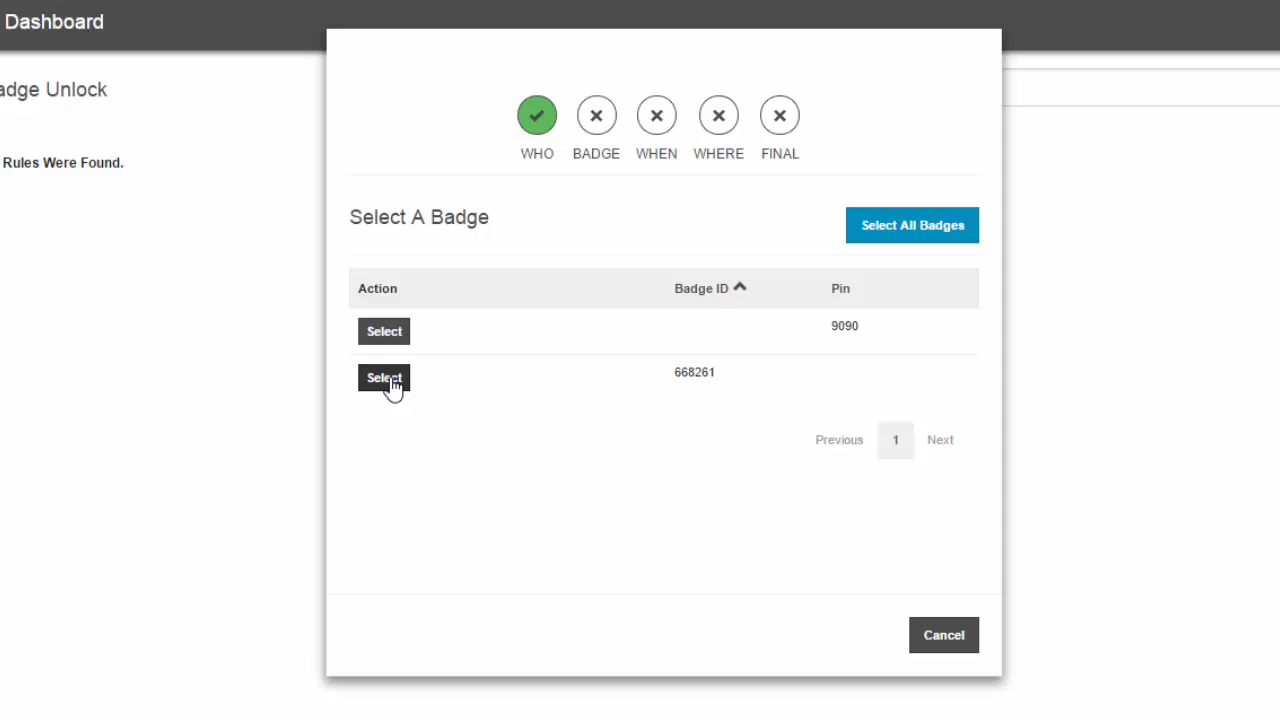 Dashboard
adge Unlock
Rules Were Found.
WHO BADGE WHEN WHERE FINAL
Select A Badge
Select All Badges
Action Badge ID Pin
Select 9090
Select 668261
Previous 1 Next
Cancel